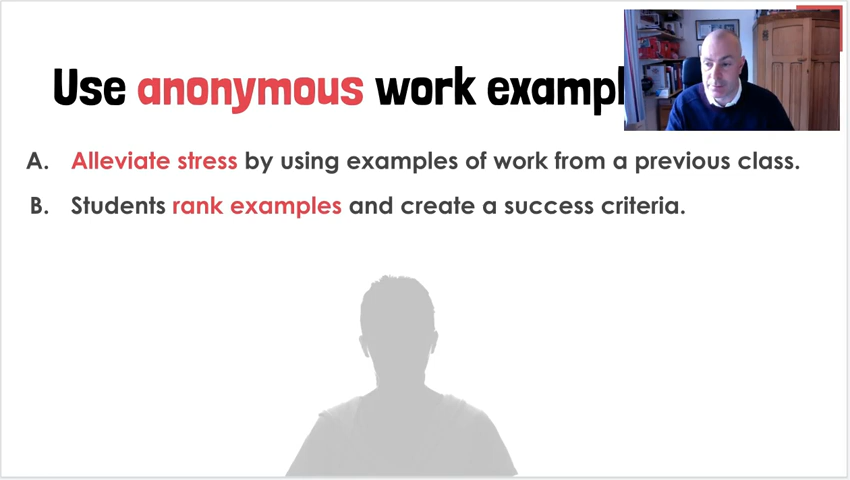 Use anonymous work exampl
A. Alleviate stress by using examples of work from a previous class.
B. Students rank examples and create a success criteria.